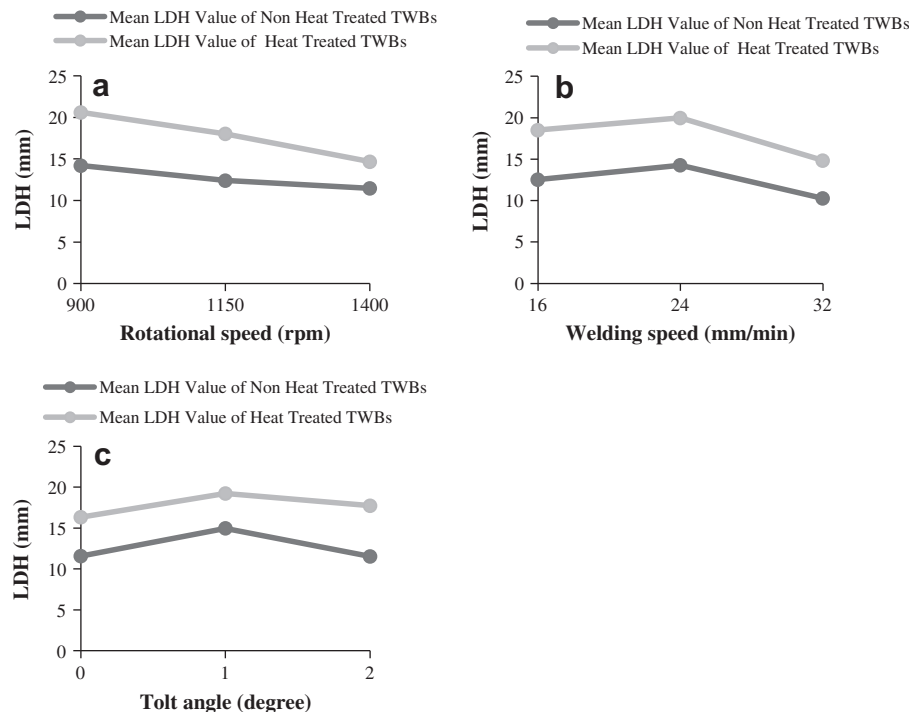 Mean LDH Value of Non Heat Treated TWBs
Mean LDH Value of  Heat Treated TWBs
a
25
20
15
10
5
0
LDH (mm)
900 1150 1400
Rotational speed (rpm)
Mean LDH Value of Non Heat Treated TWBs
Mean LDH Value of  Heat Treated TWBs
b
25
20
15
10
5
0
LDH (mm)
16 24 32
Welding speed (mm/min)
Mean LDH Value of Non Heat Treated TWBs
Mean LDH Value of Heat Treated TWBs
c
25
20
15
10
5
0
LDH (mm)
0 1 2
Tolt angle (degree)